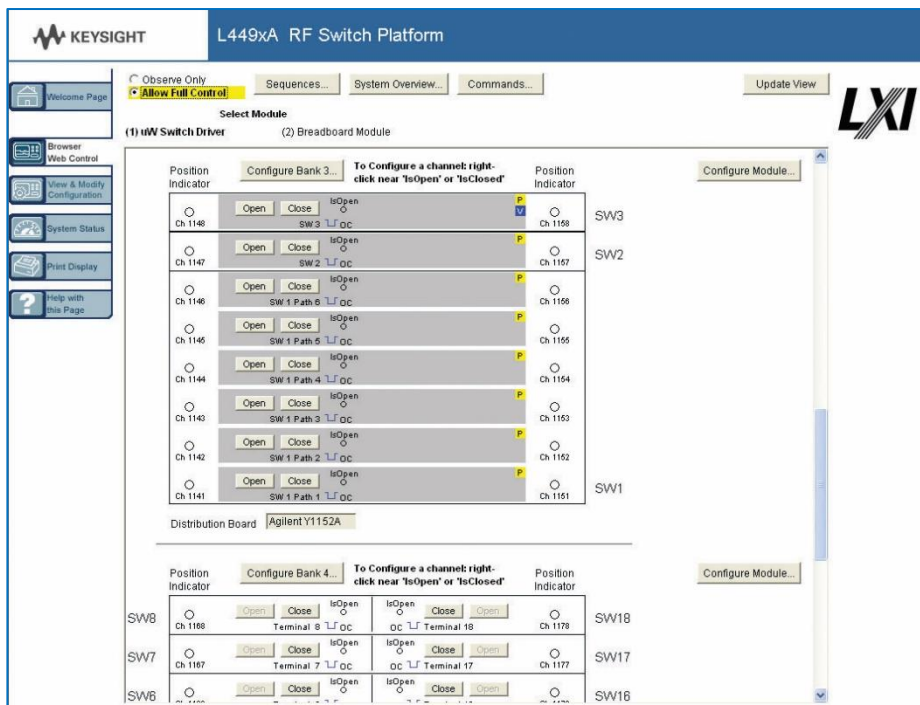 KEYSIGHT
L449xA RF Switch Platform
Observe Only
Allow Full Control
Sequences...
System Overview...
Commands...
Update View
LXI
Welcome Page
Browser Web Control
View & Modify Configuration
System Status
Print Display
Help with this Page
Select Module
(1) uW Switch Driver (2) Breadboard Module
Position Indicator
Configure Bank 3...
To Configure a channel: right-
click near 'IsOpen' or 'IsClosed'
Position Indicator
Configure Module...
Ch 1148 Open Close IsOpen SW 3 OC P V Ch 1158 SW3
Ch 1147 Open Close IsOpen SW 2 OC P Ch 1157 SW2
Ch 1146 Open Close IsOpen SW 1 Path 6 OC P Ch 1156
Ch 1145 Open Close IsOpen SW 1 Path 5 OC P Ch 1155
Ch 1144 Open Close IsOpen SW 1 Path 4 OC P Ch 1154
Ch 1143 Open Close IsOpen SW 1 Path 3 OC P Ch 1153
Ch 1142 Open Close IsOpen SW 1 Path 2 OC P Ch 1152
Ch 1141 Open Close IsOpen SW 1 Path 1 OC P Ch 1151 SW1
Distribution Board Agilent Y1152A
Position Indicator
Configure Bank 4...
To Configure a channel: right-
click near 'IsOpen' or 'IsClosed'
Position Indicator
Configure Module...
SW8 Ch 1168 Open Close IsOpen Terminal 8 OC IsOpen Close Open OC Terminal 18 Ch 1178 SW18
SW7 Ch 1167 Open Close IsOpen Terminal 7 OC IsOpen Close Open OC Terminal 17 Ch 1177 SW17
SW6 Open Close IsOpen IsOpen Close Open SW16